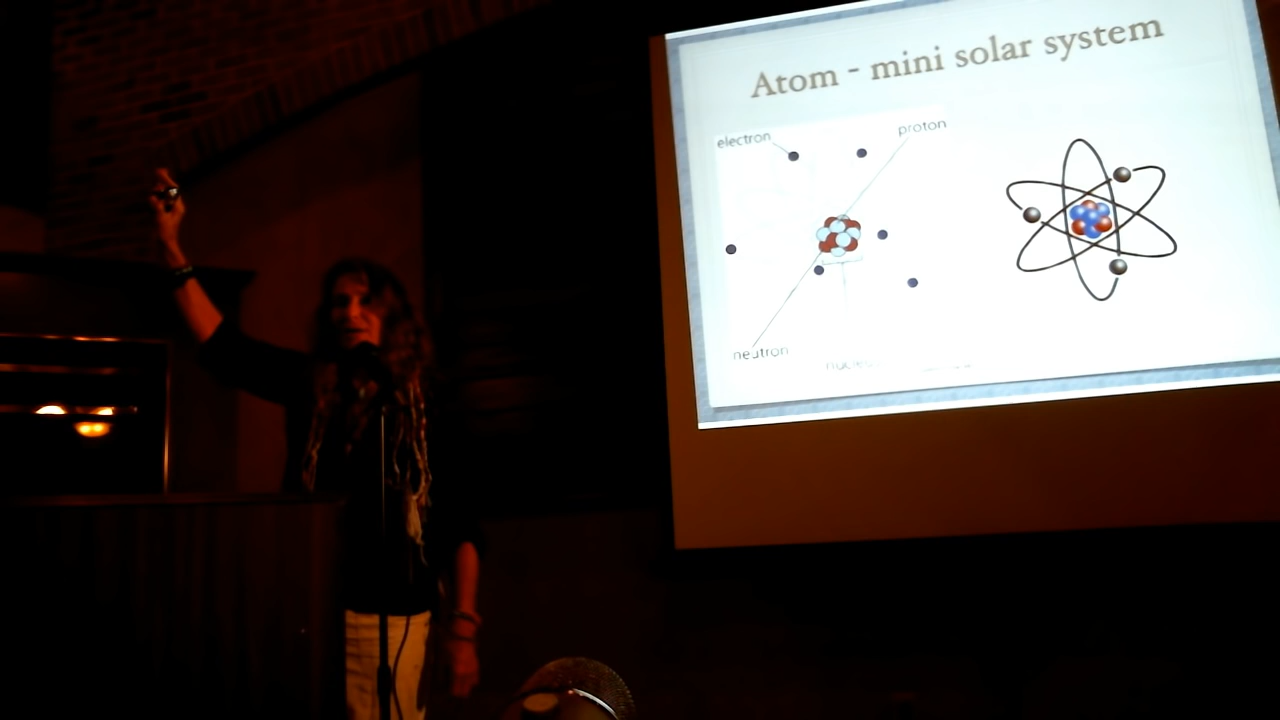 Atom - mini solar system
electron
proton
neutron